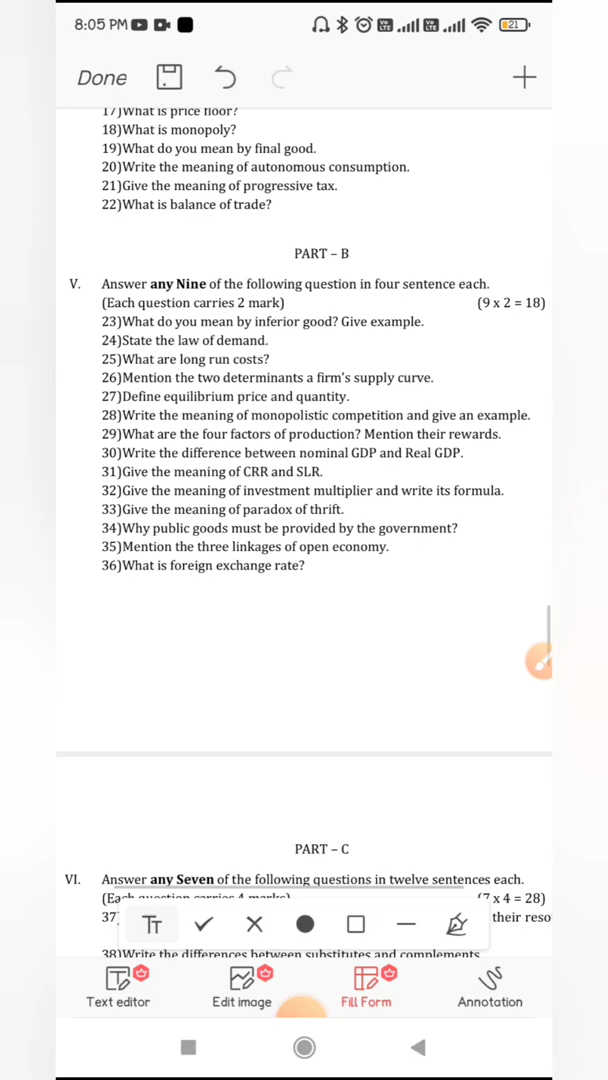 8:05 PM
21
Done
17)What is price floor?
18)What is monopoly?
19)What do you mean by final good.
20)Write the meaning of autonomous consumption.
21)Give the meaning of progressive tax.
22)What is balance of trade?
PART – B
V. Answer any Nine of the following question in four sentence each.
(Each question carries 2 mark) (9 x 2 = 18)
23)What do you mean by inferior good? Give example.
24)State the law of demand.
25)What are long run costs?
26)Mention the two determinants a firm's supply curve.
27)Define equilibrium price and quantity.
28)Write the meaning of monopolistic competition and give an example.
29)What are the four factors of production? Mention their rewards.
30)Write the difference between nominal GDP and Real GDP.
31)Give the meaning of CRR and SLR.
32)Give the meaning of investment multiplier and write its formula.
33)Give the meaning of paradox of thrift.
34)Why public goods must be provided by the government?
35)Mention the three linkages of open economy.
36)What is foreign exchange rate?
PART – C
VI. Answer any Seven of the following questions in twelve sentences each.
(Each question carries 4 marks) (7 x 4 = 28)
37) their reso
38)Write the differences between substitutes and complements
Tт
Text editor
Edit image
Fill Form
Annotation